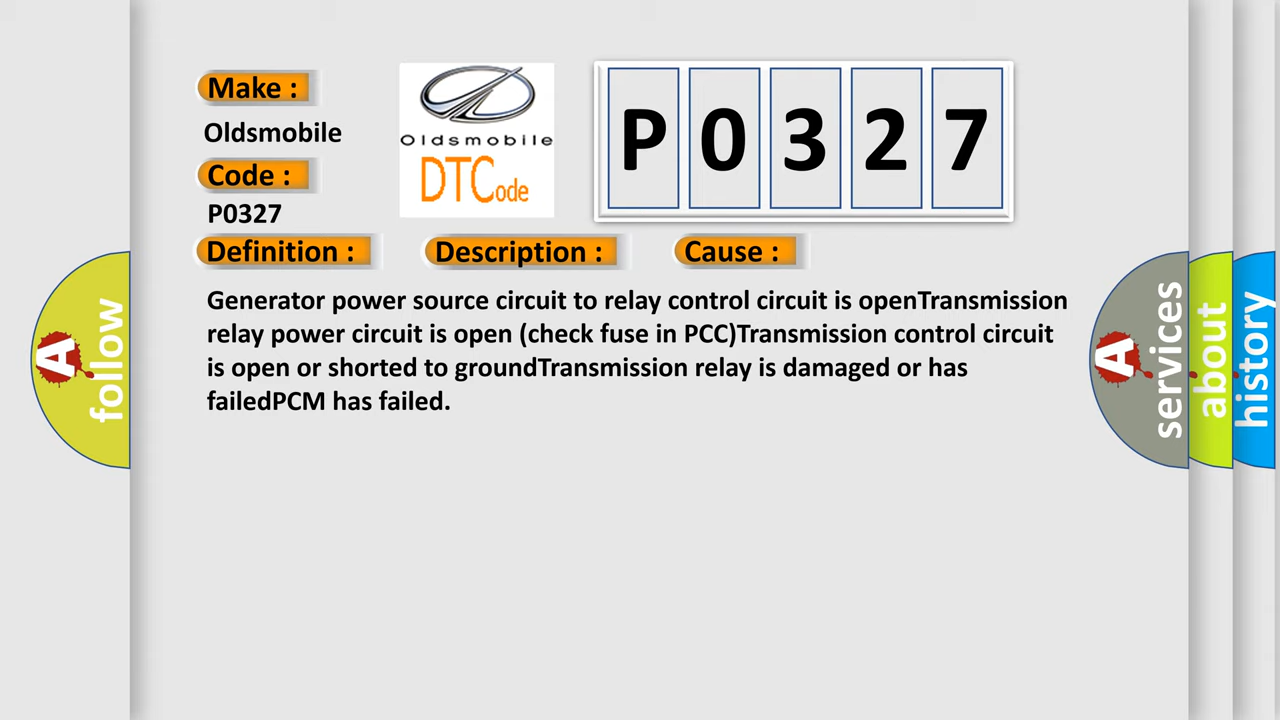 Make :
Oldsmobile
Code :
P0327
Oldsmobile
DTCode
P0327
Definition :
Description :
Cause :
Generator power source circuit to relay control circuit is openTransmission
relay power circuit is open (check fuse in PCC)Transmission control circuit
is open or shorted to groundTransmission relay is damaged or has
failedPCM has failed.
A follow
A services
about
history